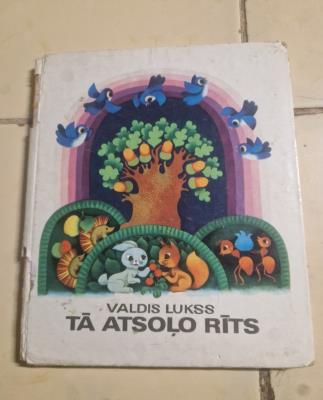 VALDIS LUKSS
TĀ ATSOĻO RĪTS